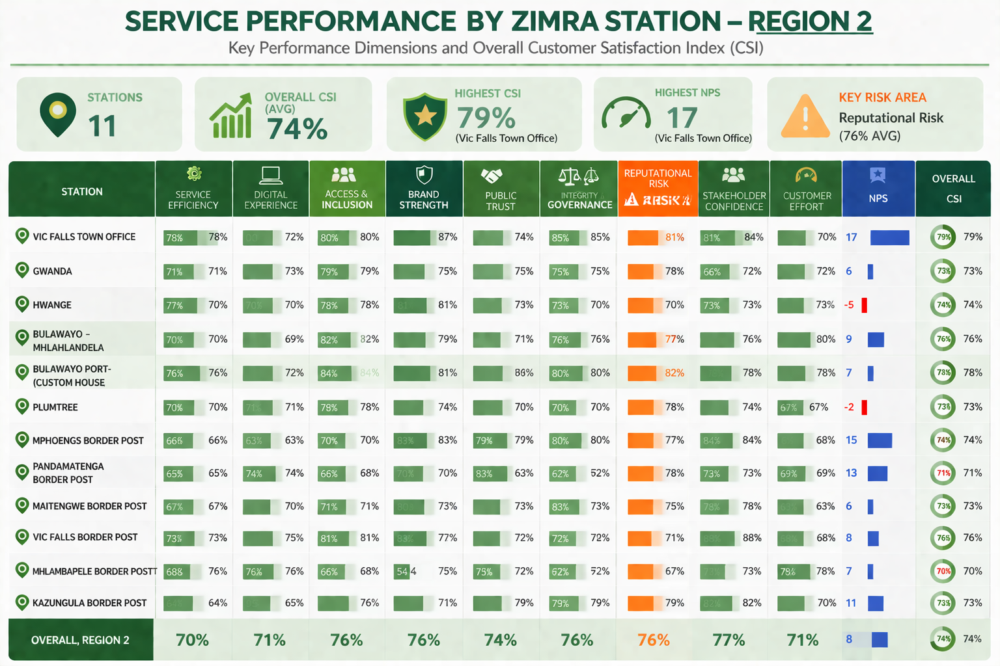 SERVICE PERFORMANCE BY ZIMRA STATION – REGION 2
Key Performance Dimensions and Overall Customer Satisfaction Index (CSI)
STATIONS
11
OVERALL CSI
(AVG)
74%
HIGHEST CSI
79%
(Vic Falls Town Office)
HIGHEST NPS
17
(Vic Falls Town Office)
KEY RISK AREA
Reputational Risk
(76% AVG)
STATION
SERVICE
EFFICIENCY
DIGITAL
EXPERIENCE
ACCESS &
INCLUSION
BRAND
STRENGTH
PUBLIC
TRUST
INTEGRITY &
GOVERNANCE
REPUTATIONAL
RISK
STAKEHOLDER
CONFIDENCE
CUSTOMER
EFFORT
NPS
OVERALL
CSI
VIC FALLS TOWN OFFICE 78% 78% 72% 80% 80% 87% 74% 85% 85% 81% 81% 84% 70% 17 79% 79%
GWANDA 71% 71% 73% 79% 79% 75% 75% 75% 75% 78% 66% 72% 72% 6 73% 73%
HWANGE 77% 70% 70% 70% 78% 78% 81 81% 73% 73% 70% 70% 73% 73% 73% -5 74% 74%
BULAWAYO –
MHLAHLANDELA 70% 70% 69% 82% 82% 79% 71% 76% 76% 77% 76% 80% 9 76% 76%
BULAWAYO PORT-
(CUSTOM HOUSE 76% 76% 72% 84% 84% 81% 86% 80% 80% 82% 78% 78% 7 78% 78%
PLUMTREE 70% 70% 71% 71% 78% 78% 74% 70% 70% 70% 78% 74% 67% 67% -2 73% 73%
MPHOENGS BORDER POST 66% 66% 63% 63% 70% 70% 83% 83% 79% 79% 80% 80% 77% 84% 84% 68% 15 74% 74%
PANDAMATENGA
BORDER POST 65% 65% 74% 74% 66% 68% 70% 70% 83% 63% 62% 52% 78% 73% 73% 69% 69% 13 71% 71%
MAITENGWE BORDER POST 67% 67% 70% 71% 71% 80% 73% 73% 83% 73% 75% 78% 78% 63% 63% 6 73% 73%
VIC FALLS BORDER POST 73% 73% 75% 81% 81% 83% 77% 72% 72% 72% 71% 88% 88% 68% 68% 8 76% 76%
MHLAMBAPELE BORDER POSTT 68% 76% 76% 76% 66% 68% 54 4 75% 75% 72% 62% 52% 67% 73% 73% 78% 78% 7 70% 70%
KAZUNGULA BORDER POST 64% 64% 65% 76% 71% 79% 79% 79% 79% 82% 82% 70% 11 73% 73%
OVERALL, REGION 2 70% 71% 76% 76% 74% 76% 76% 77% 71% 8 74% 74%